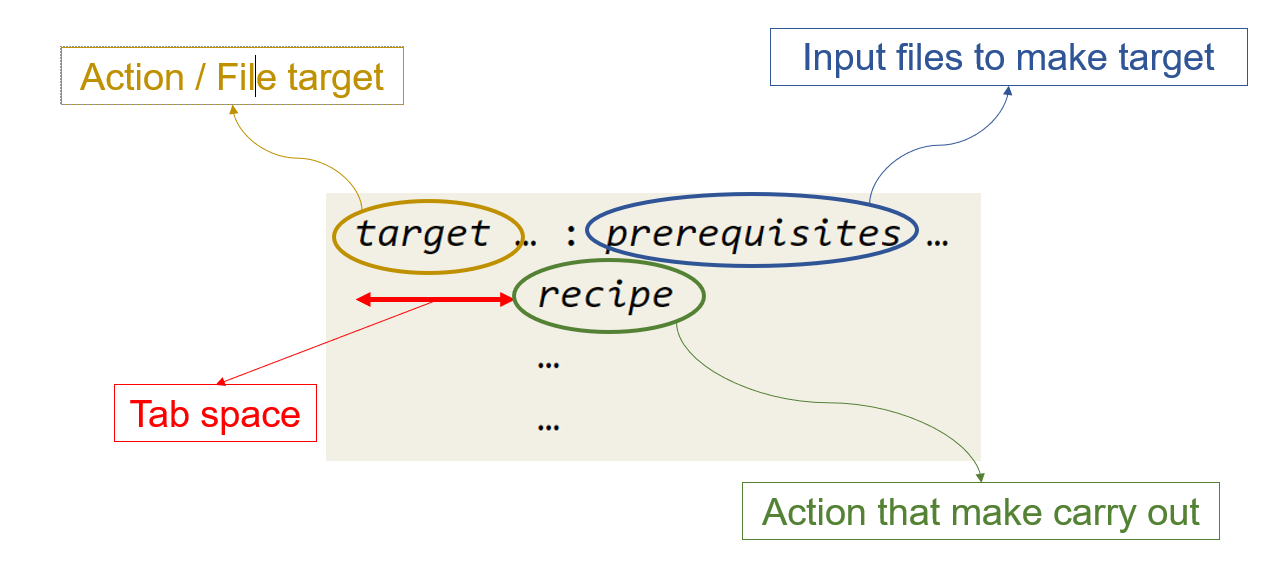 Action / File target
Input files to make target
target … : prerequisites …
recipe
…
…
Tab space
Action that make carry out